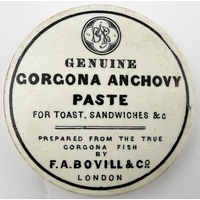 GENUINE
GORGONA ANCHOVY
PASTE
FOR TOAST, SANDWICHES &c
PREPARED FROM THE TRUE
GORGONA FISH
BY
F.A. BOVILL & Co.
LONDON